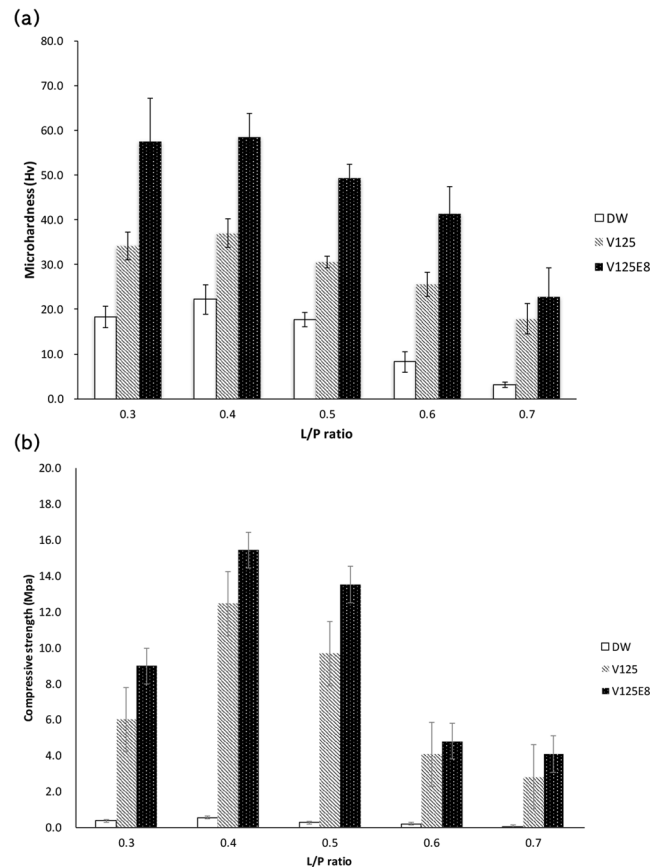 (a)
80.0
70.0
60.0
50.0
40.0
30.0
20.0
10.0
0.0
Microhardness (Hv)
0.3 0.4 0.5 0.6 0.7
L/P ratio
DW
V125
V125E8
(b)
20.0
18.0
16.0
14.0
12.0
10.0
8.0
6.0
4.0
2.0
0.0
Compressive strength (Mpa)
0.3 0.4 0.5 0.6 0.7
L/P ratio
DW
V125
V125E8